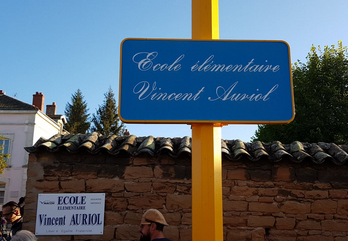 Ecole élémentaire
Vincent Auriol
ECOLE
ELEMENTAIRE
Vincent AURIOL